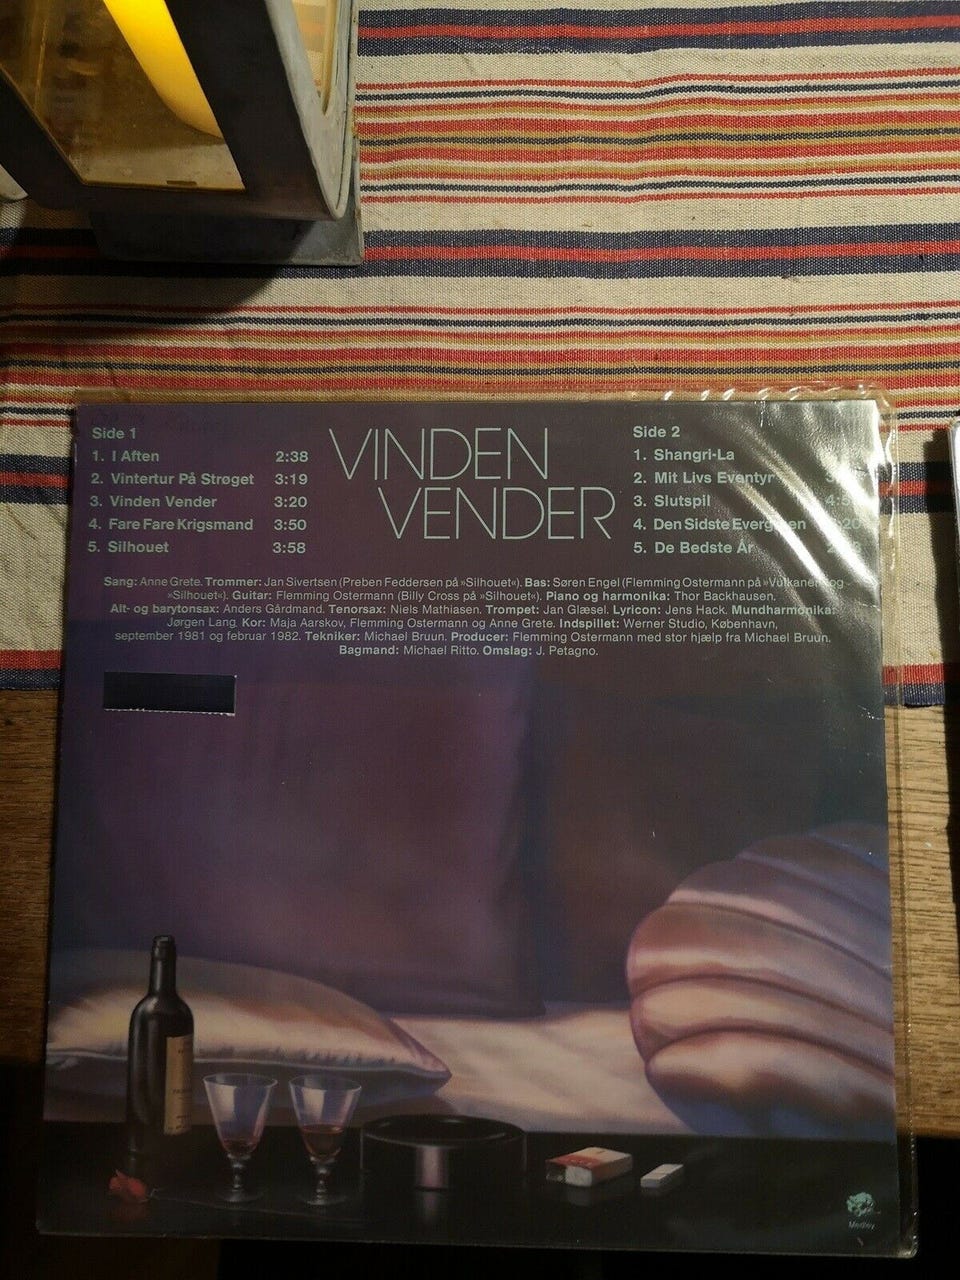 Side 1
1. I Aften 2:38
2. Vintertur På Strøget 3:19
3. Vinden Vender 3:20
4. Fare Fare Krigsmand 3:50
5. Silhouet 3:58
VINDEN
VENDER
Side 2
1. Shangri-La
2. Mit Livs Eventyr
3. Slutspil
4. Den Sidste
5. De Bedste År
Sang: Anne Grete. Trommer: Jan Sivertsen (Preben Feddersen på »Silhouet«). Bas: Søren Engel (Flemming Ostermann på »Vulkanen« og
»Silhouet«). Guitar: Flemming Ostermann (Billy Cross på »Silhouet«). Piano og harmonika: Thor Backhausen.
Alt- og barytonsax: Anders Gårdmand. Tenorsax: Niels Mathiasen. Trompet: Jan Glæsel. Lyricon: Jens Hack. Mundharmonika:
Jørgen Lang. Kor: Maja Aarskov, Flemming Ostermann og Anne Grete. Indspillet: Werner Studio, København,
september 1981 og februar 1982. Tekniker: Michael Bruun. Producer: Flemming Ostermann med stor hjælp fra Michael Bruun.
Bagmand: Michael Ritto. Omslag: J. Petagno.
Medley